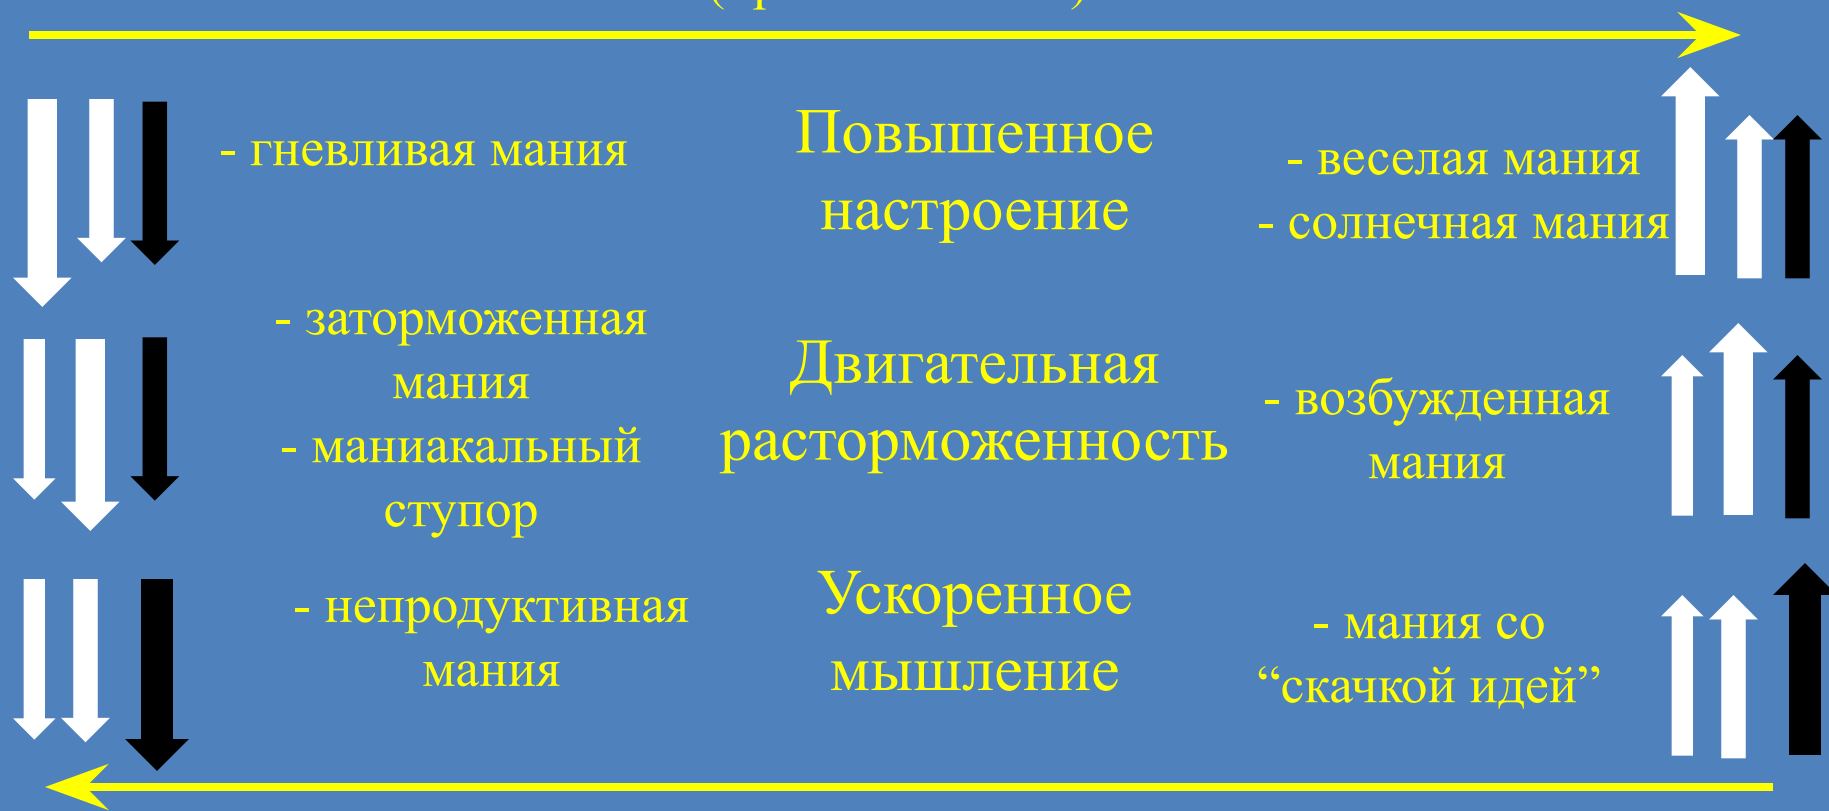 - гневливая мания
- заторможенная
мания
- маниакальный
ступор
- непродуктивная
мания
Повышенное
настроение
Двигательная
расторможенность
Ускоренное
мышление
- веселая мания
- солнечная мания
- возбужденная
мания
- мания со
“скачкой идей”